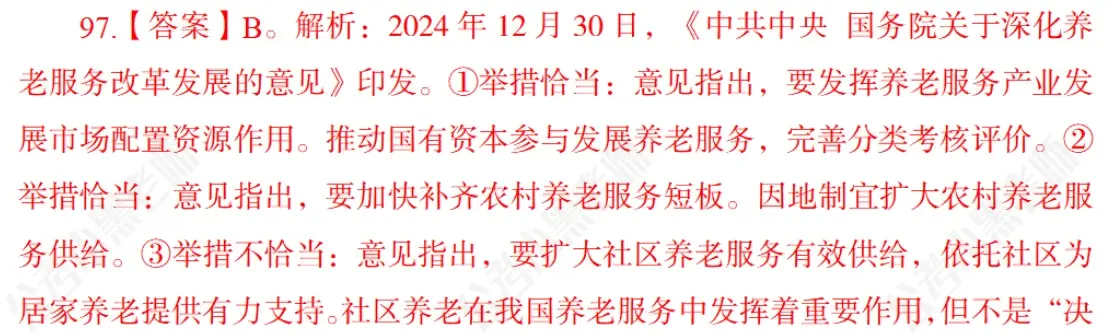 97.【答案】B。解析：2024 年 12 月 30 日，《中共中央 国务院关于深化养
老服务改革发展的意见》印发。①举措恰当：意见指出，要发挥养老服务产业发
展市场配置资源作用。推动国有资本参与发展养老服务，完善分类考核评价。②
举措恰当：意见指出，要加快补齐农村养老服务短板。因地制宜扩大农村养老服
务供给。③举措不恰当：意见指出，要扩大社区养老服务有效供给，依托社区为
居家养老提供有力支持。社区养老在我国养老服务中发挥着重要作用，但不是“决